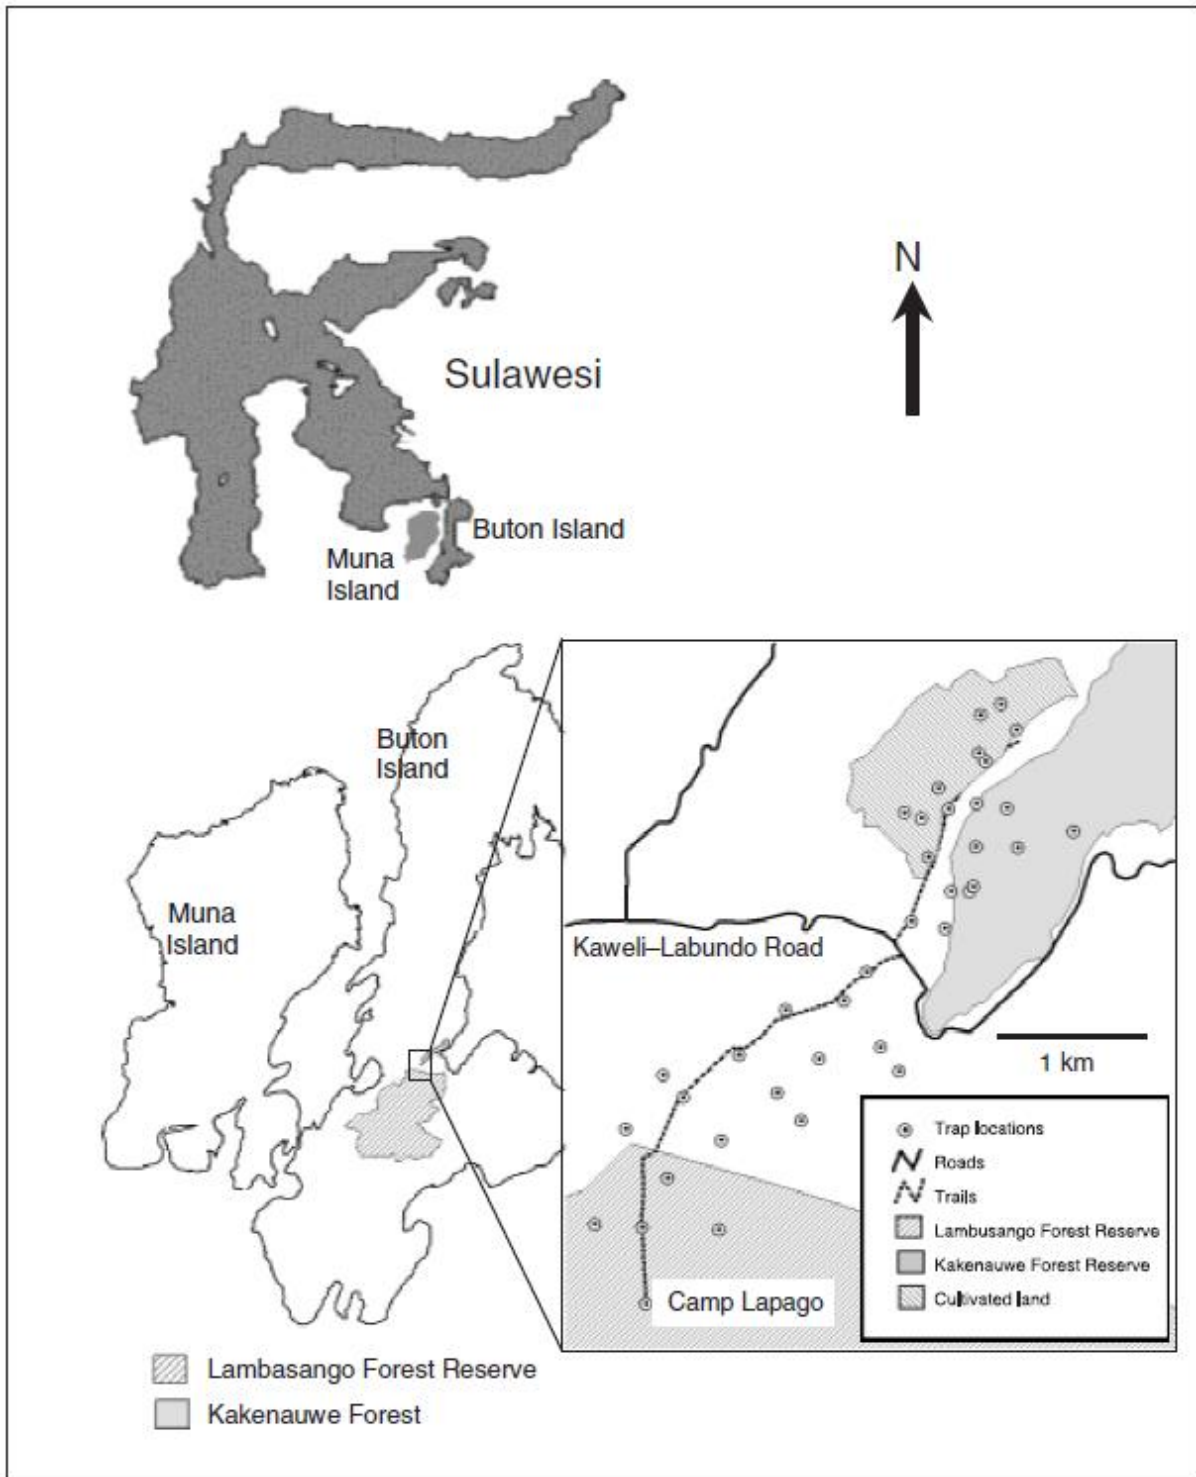 N
Sulawesi
Buton Island
Muna
Island
Buton
Island
Muna
Island
Kaweli–Labundo Road
1 km
Trap locations
Roads
Trails
Lambusango Forest Reserve
Kakenauwe Forest Reserve
Cultivated land
Camp Lapago
Lambasango Forest Reserve
Kakenauwe Forest